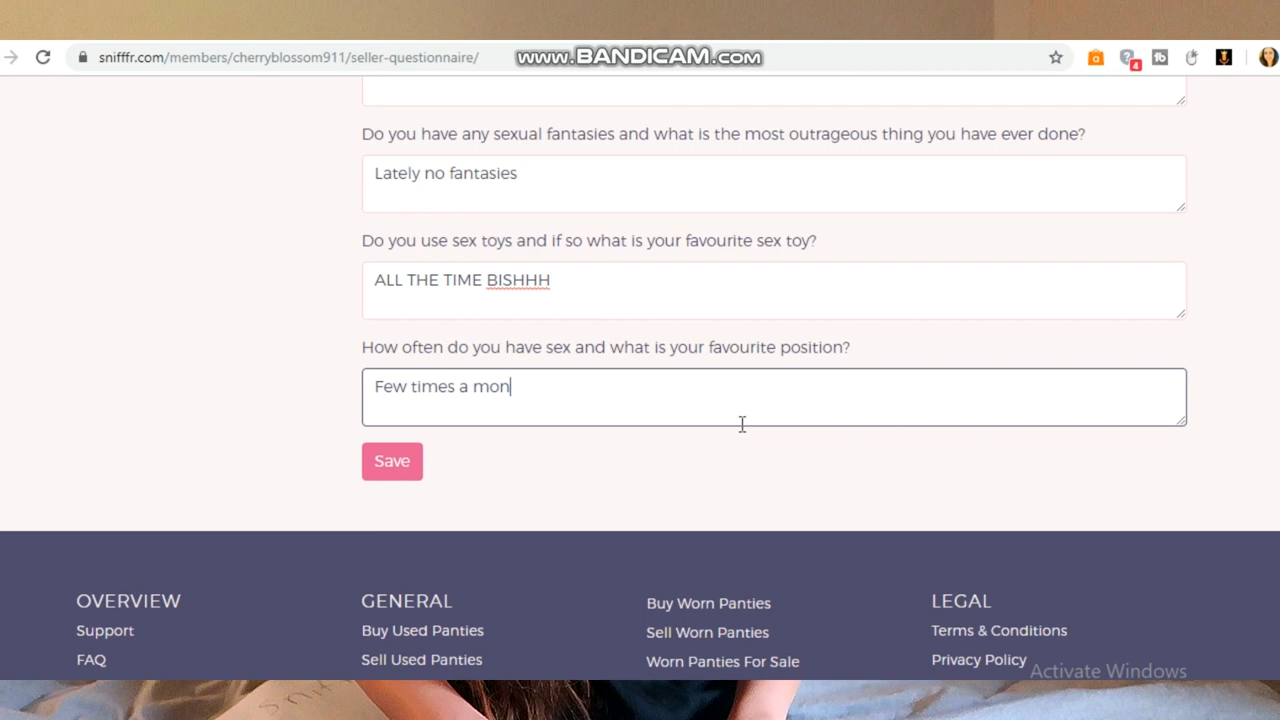 snifffr.com/members/cherryblossom911/seller-questionnaire/
www.BANDICAM.com
4
Do you have any sexual fantasies and what is the most outrageous thing you have ever done?
Lately no fantasies
Do you use sex toys and if so what is your favourite sex toy?
ALL THE TIME BISHHH
How often do you have sex and what is your favourite position?
Few times a mon
Save
OVERVIEW
Support
FAQ
GENERAL
Buy Used Panties
Sell Used Panties
Buy Worn Panties
Sell Worn Panties
Worn Panties For Sale
LEGAL
Terms & Conditions
Privacy Policy
Activate Windows